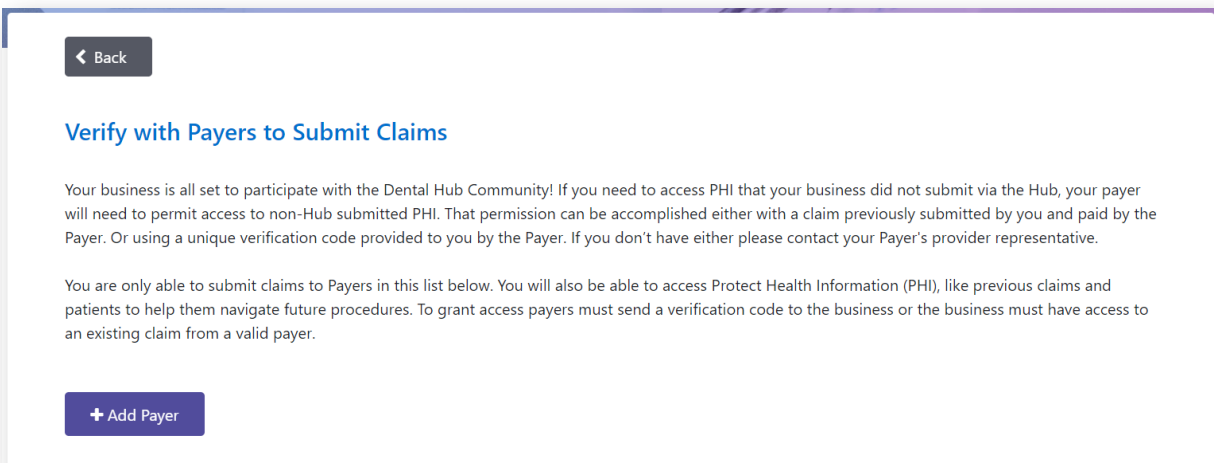 Back
Verify with Payers to Submit Claims
Your business is all set to participate with the Dental Hub Community! If you need to access PHI that your business did not submit via the Hub, your payer
will need to permit access to non-Hub submitted PHI. That permission can be accomplished either with a claim previously submitted by you and paid by the
Payer. Or using a unique verification code provided to you by the Payer. If you don’t have either please contact your Payer's provider representative.
You are only able to submit claims to Payers in this list below. You will also be able to access Protect Health Information (PHI), like previous claims and
patients to help them navigate future procedures. To grant access payers must send a verification code to the business or the business must have access to
an existing claim from a valid payer.
+ Add Payer